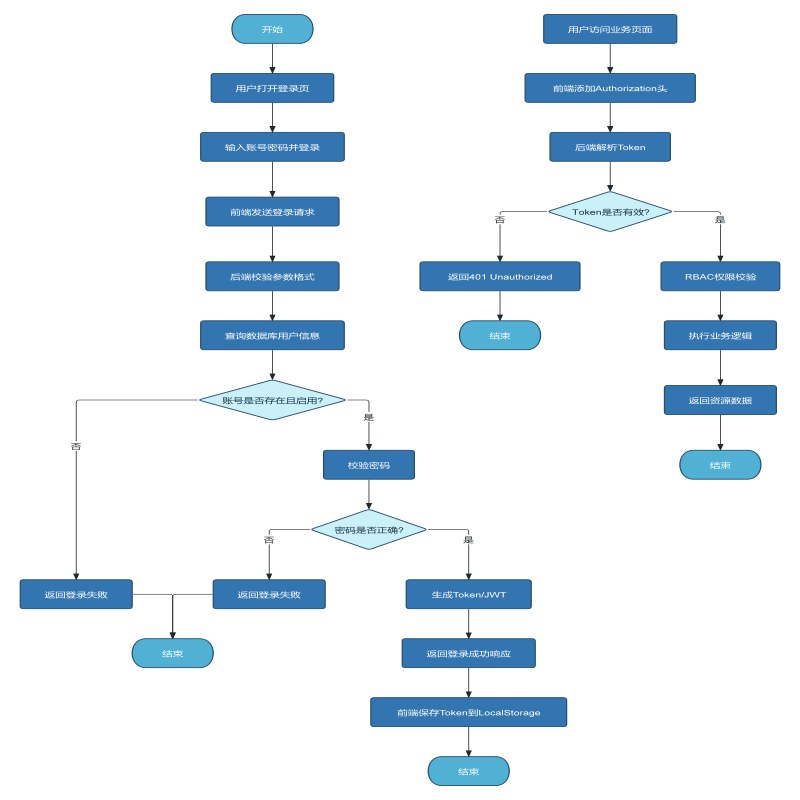 开始
用户打开登录页
输入账号密码并登录
前端发送登录请求
后端校验参数格式
查询数据库用户信息
账号是否存在且启用?
否
是
校验密码
密码是否正确?
否
是
返回登录失败
返回登录失败
生成Token/JWT
结束
返回登录成功响应
前端保存Token到LocalStorage
结束
用户访问业务页面
前端添加Authorization头
后端解析Token
Token是否有效?
否
是
返回401 Unauthorized
RBAC权限校验
结束
执行业务逻辑
返回资源数据
结束